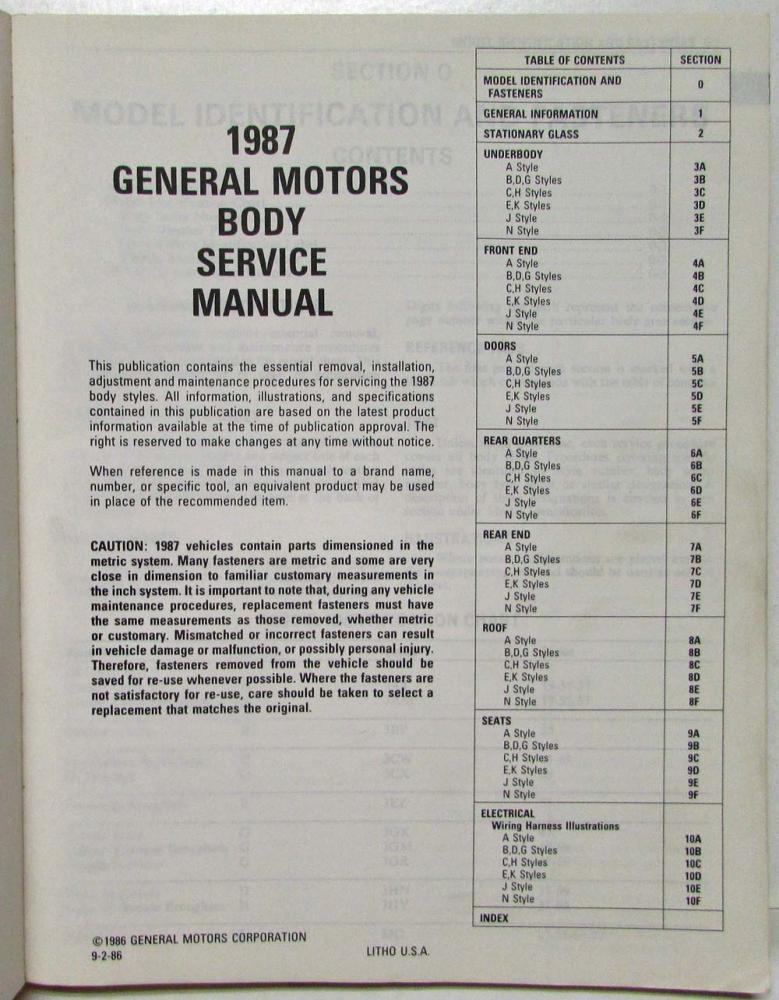 1987
GENERAL MOTORS
BODY
SERVICE
MANUAL
This publication contains the essential removal, installation,
adjustment and maintenance procedures for servicing the 1987
body styles. All information, illustrations, and specifications
contained in this publication are based on the latest product
information available at the time of publication approval. The
right is reserved to make changes at any time without notice.
When reference is made in this manual to a brand name,
number, or specific tool, an equivalent product may be used
in place of the recommended item.
CAUTION: 1987 vehicles contain parts dimensioned in the
metric system. Many fasteners are metric and some are very
close in dimension to familiar customary measurements in
the inch system. It is important to note that, during any vehicle
maintenance procedures, replacement fasteners must have
the same measurements as those removed, whether metric
or customary. Mismatched or incorrect fasteners can result
in vehicle damage or malfunction, or possibly personal injury.
Therefore, fasteners removed from the vehicle should be
saved for re-use whenever possible. Where the fasteners are
not satisfactory for re-use, care should be taken to select a
replacement that matches the original.
©1986 GENERAL MOTORS CORPORATION
9-2-86
LITHO U.S.A.
TABLE OF CONTENTS SECTION
MODEL IDENTIFICATION AND
FASTENERS 0
GENERAL INFORMATION 1
STATIONARY GLASS 2
UNDERBODY
A Style 3A
B,D,G Styles 3B
C,H Styles 3C
E,K Styles 3D
J Style 3E
N Style 3F
FRONT END
A Style 4A
B,D,G Styles 4B
C,H Styles 4C
E,K Styles 4D
J Style 4E
N Style 4F
DOORS
A Style 5A
B,D,G Styles 5B
C,H Styles 5C
E,K Styles 5D
J Style 5E
N Style 5F
REAR QUARTERS
A Style 6A
B,D,G Styles 6B
C,H Styles 6C
E,K Styles 6D
J Style 6E
N Style 6F
REAR END
A Style 7A
B,D,G Styles 7B
C,H Styles 7C
E,K Styles 7D
J Style 7E
N Style 7F
ROOF
A Style 8A
B,D,G Styles 8B
C,H Styles 8C
E,K Styles 8D
J Style 8E
N Style 8F
SEATS
A Style 9A
B,D,G Styles 9B
C,H Styles 9C
E,K Styles 9D
J Style 9E
N Style 9F
ELECTRICAL
Wiring Harness Illustrations
A Style 10A
B,D,G Styles 10B
C,H Styles 10C
E,K Styles 10D
J Style 10E
N Style 10F
INDEX